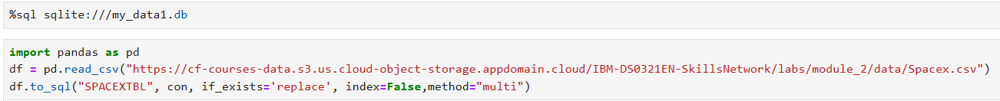 %sql sqlite:///my_data1.db
import pandas as pd
df = pd.read_csv("https://cf-courses-data.s3.us.cloud-object-storage.appdomain.cloud/IBM-DS0321EN-SkillsNetwork/labs/module_2/data/Spacex.csv")
df.to_sql("SPACEXTBL", con, if_exists='replace', index=False,method="multi")